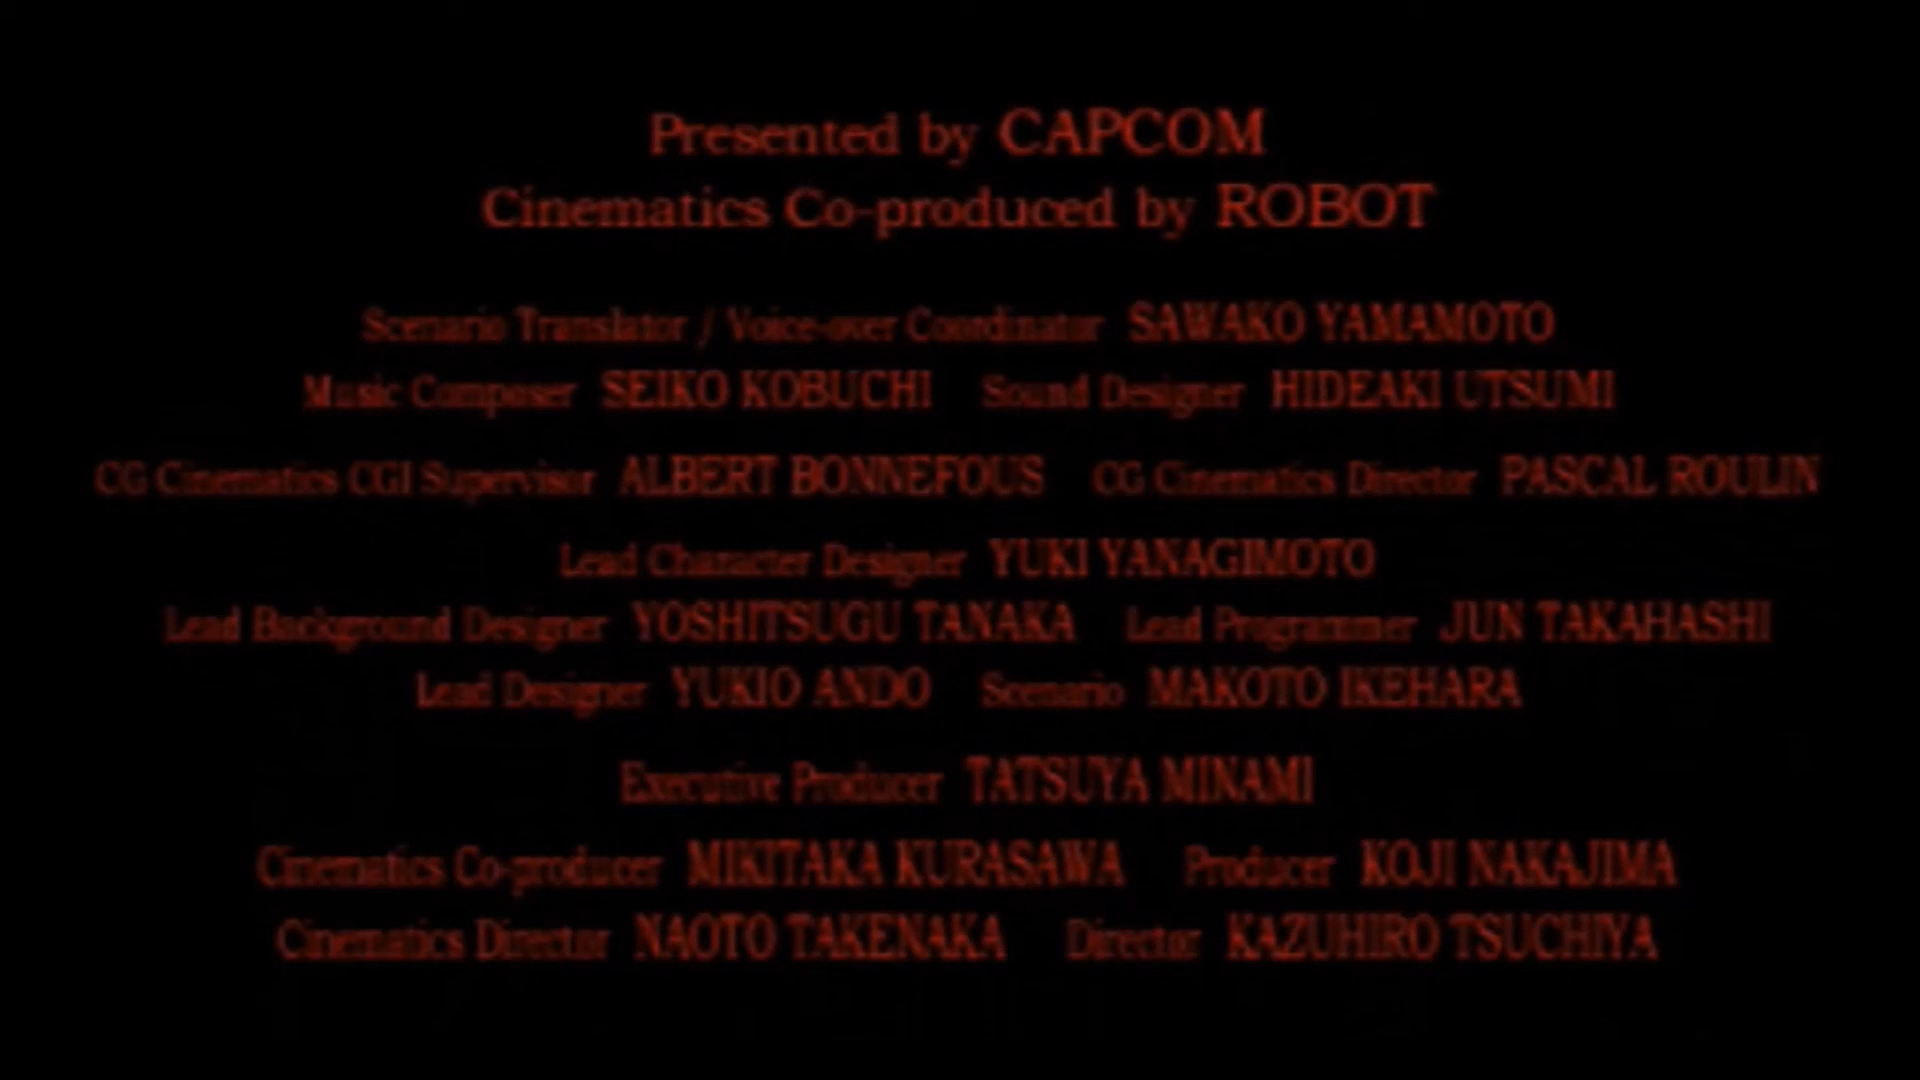 Presented by CAPCOM
Cinematics Co-produced by ROBOT
Scenario Translator / Voice-over Coordinator SAWAKO YAMAMOTO
Music Composer SEIKO KOBUCHI Sound Designer HIDEAKI UTSUMI
CG Cinematics CGI Supervisor ALBERT BONNEFOUS CG Cinematics Director PASCAL ROULIN
Lead Character Designer YUKI YANAGIMOTO
Lead Background Designer YOSHITSUGU TANAKA Lead Programmer JUN TAKAHASHI
Lead Designer YUKIO ANDO Scenario MAKOTO IKEHARA
Executive Producer TATSUYA MINAMI
Cinematics Co-producer MIKITAKA KURASAWA Producer KOJI NAKAJIMA
Cinematics Director NAOTO TAKENAKA Director KAZUHIRO TSUCHIYA